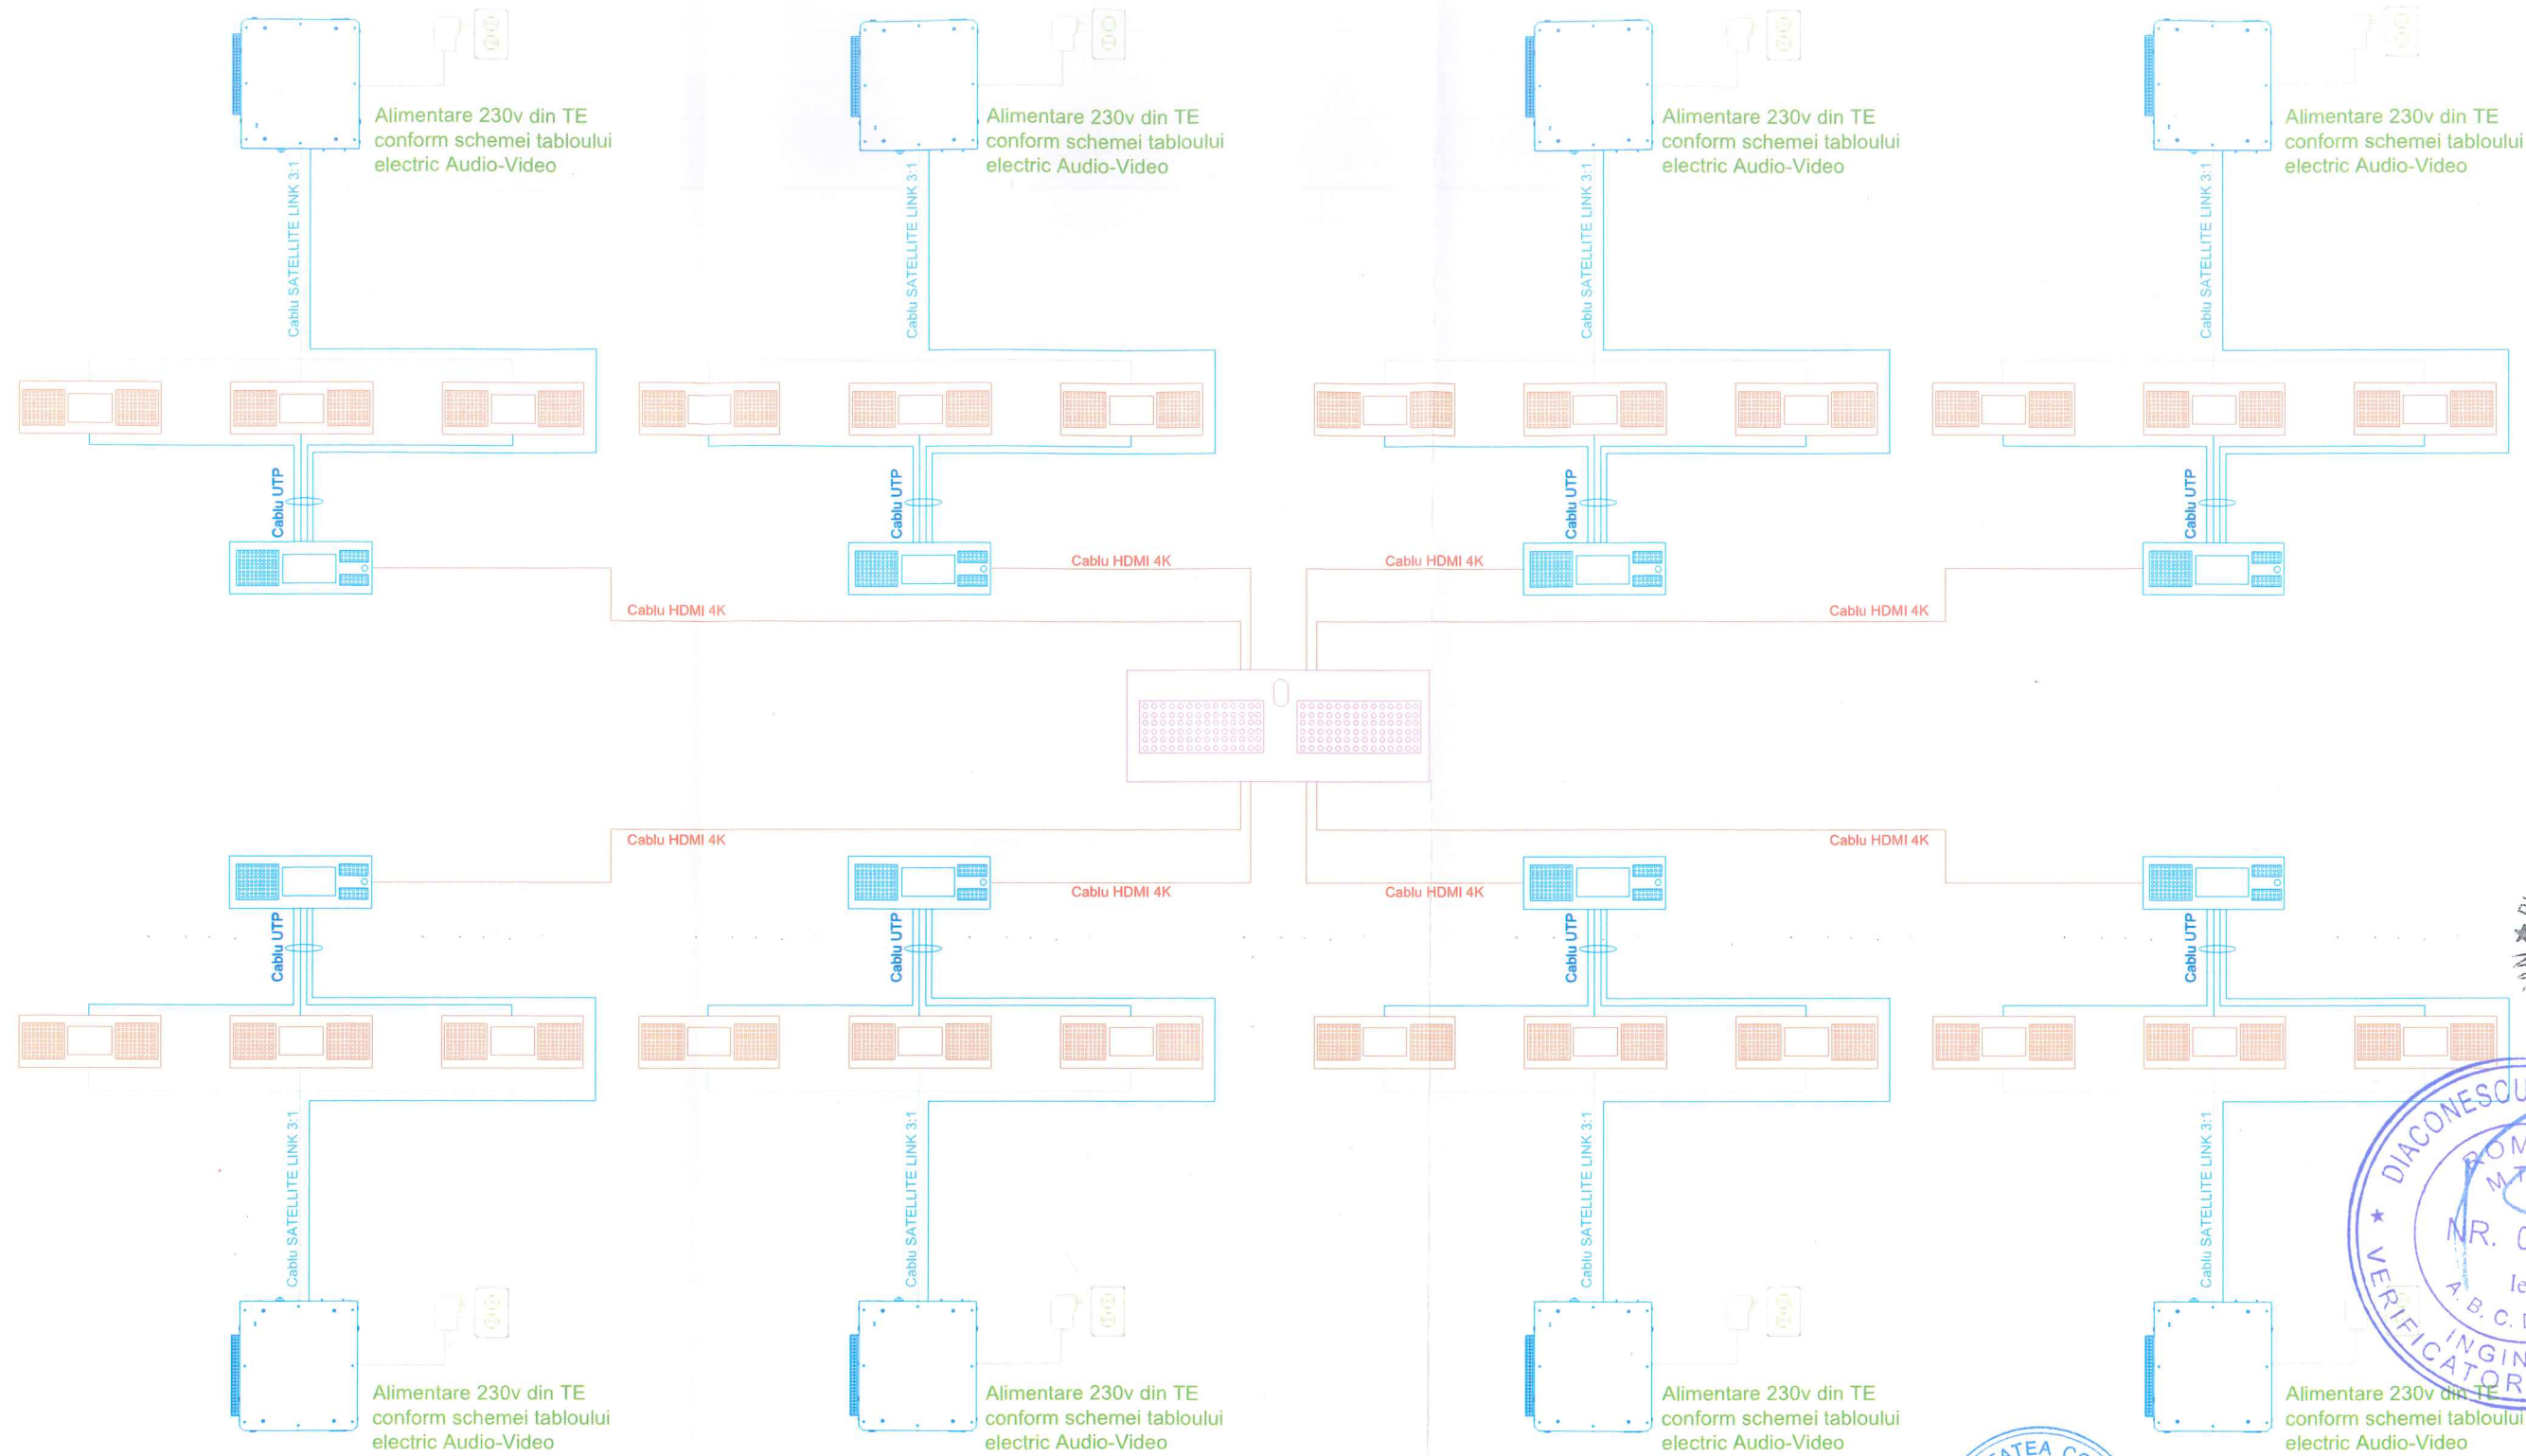 Alimentare 230v din TE
conform schemei tabloului
electric Audio-Video
Alimentare 230v din TE
conform schemei tabloului
electric Audio-Video
Alimentare 230v din TE
conform schemei tabloului
electric Audio-Video
Alimentare 230v din TE
conform schemei tabloului
electric Audio-Video
Cablu SATELLITE LINK 3:1
Cablu SATELLITE LINK 3:1
Cablu SATELLITE LINK 3:1
Cablu SATELLITE LINK 3:1
Cablu UTP
Cablu UTP
Cablu UTP
Cablu UTP
Cablu HDMI 4K
Cablu HDMI 4K
Cablu HDMI 4K
Cablu HDMI 4K
Cablu HDMI 4K
Cablu HDMI 4K
Cablu HDMI 4K
Cablu HDMI 4K
Cablu UTP
Cablu UTP
Cablu UTP
Cablu UTP
Cablu SATELLITE LINK 3:1
Cablu SATELLITE LINK 3:1
Cablu SATELLITE LINK 3:1
Cablu SATELLITE LINK 3:1
DIACONESCU
VERIFICATOR
NR.
Alimentare 230v din TE
conform schemei tabloului
electric Audio-Video
Alimentare 230v din TE
conform schemei tabloului
electric Audio-Video
Alimentare 230v din TE
conform schemei tabloului
electric Audio-Video
Alimentare 230v din TE
conform schemei tabloului
electric Audio-Video